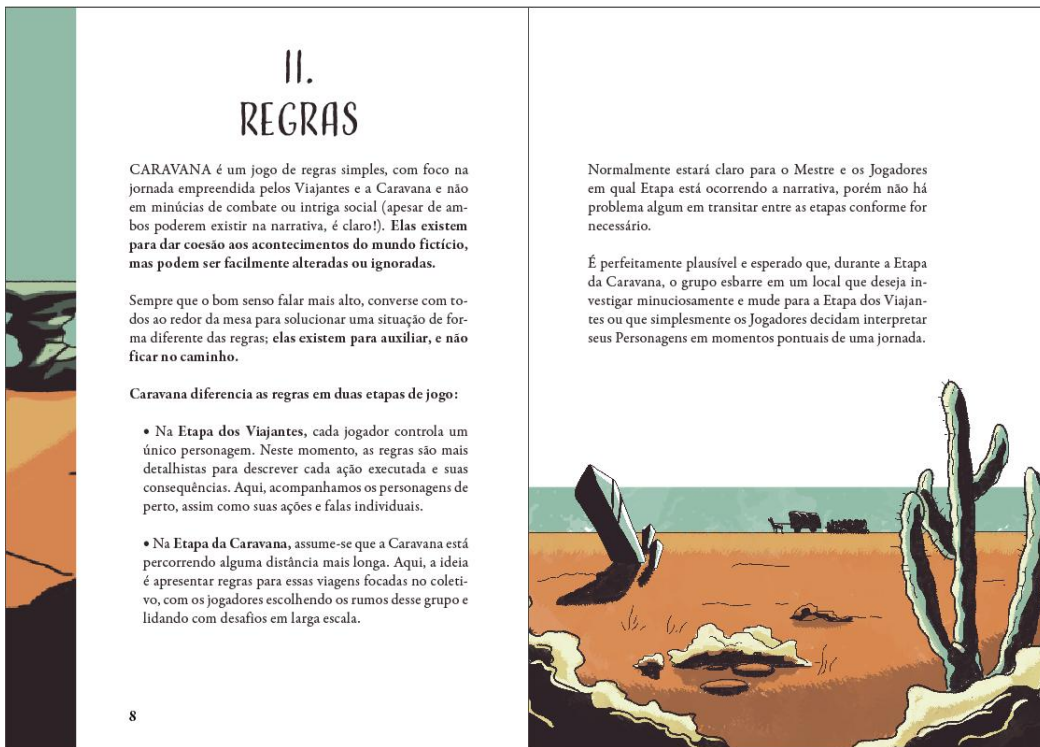 II.
REGRAS
CARAVANA é um jogo de regras simples, com foco na
jornada empreendida pelos Viajantes e a Caravana e não
em minúcias de combate ou intriga social (apesar de am-
bos poderem existir na narrativa, é claro!). Elas existem
para dar coesão aos acontecimentos do mundo fictício,
mas podem ser facilmente alteradas ou ignoradas.
Sempre que o bom senso falar mais alto, converse com to-
dos ao redor da mesa para solucionar uma situação de for-
ma diferente das regras; elas existem para auxiliar, e não
ficar no caminho.
Caravana diferencia as regras em duas etapas de jogo:
• Na Etapa dos Viajantes, cada jogador controla um
único personagem. Neste momento, as regras são mais
detalhistas para descrever cada ação executada e suas
consequências. Aqui, acompanhamos os personagens de
perto, assim como suas ações e falas individuais.
• Na Etapa da Caravana, assume-se que a Caravana está
percorrendo alguma distância mais longa. Aqui, a ideia
é apresentar regras para essas viagens focadas no coleti-
vo, com os jogadores escolhendo os rumos desse grupo e
lidando com desafios em larga escala.
8
Normalmente estará claro para o Mestre e os Jogadores
em qual Etapa está ocorrendo a narrativa, porém não há
problema algum em transitar entre as etapas conforme for
necessário.
É perfeitamente plausível e esperado que, durante a Etapa
da Caravana, o grupo esbarre em um local que deseja in-
vestigar minuciosamente e mude para a Etapa dos Viajan-
tes ou que simplesmente os Jogadores decidam interpretar
seus Personagens em momentos pontuais de uma jornada.